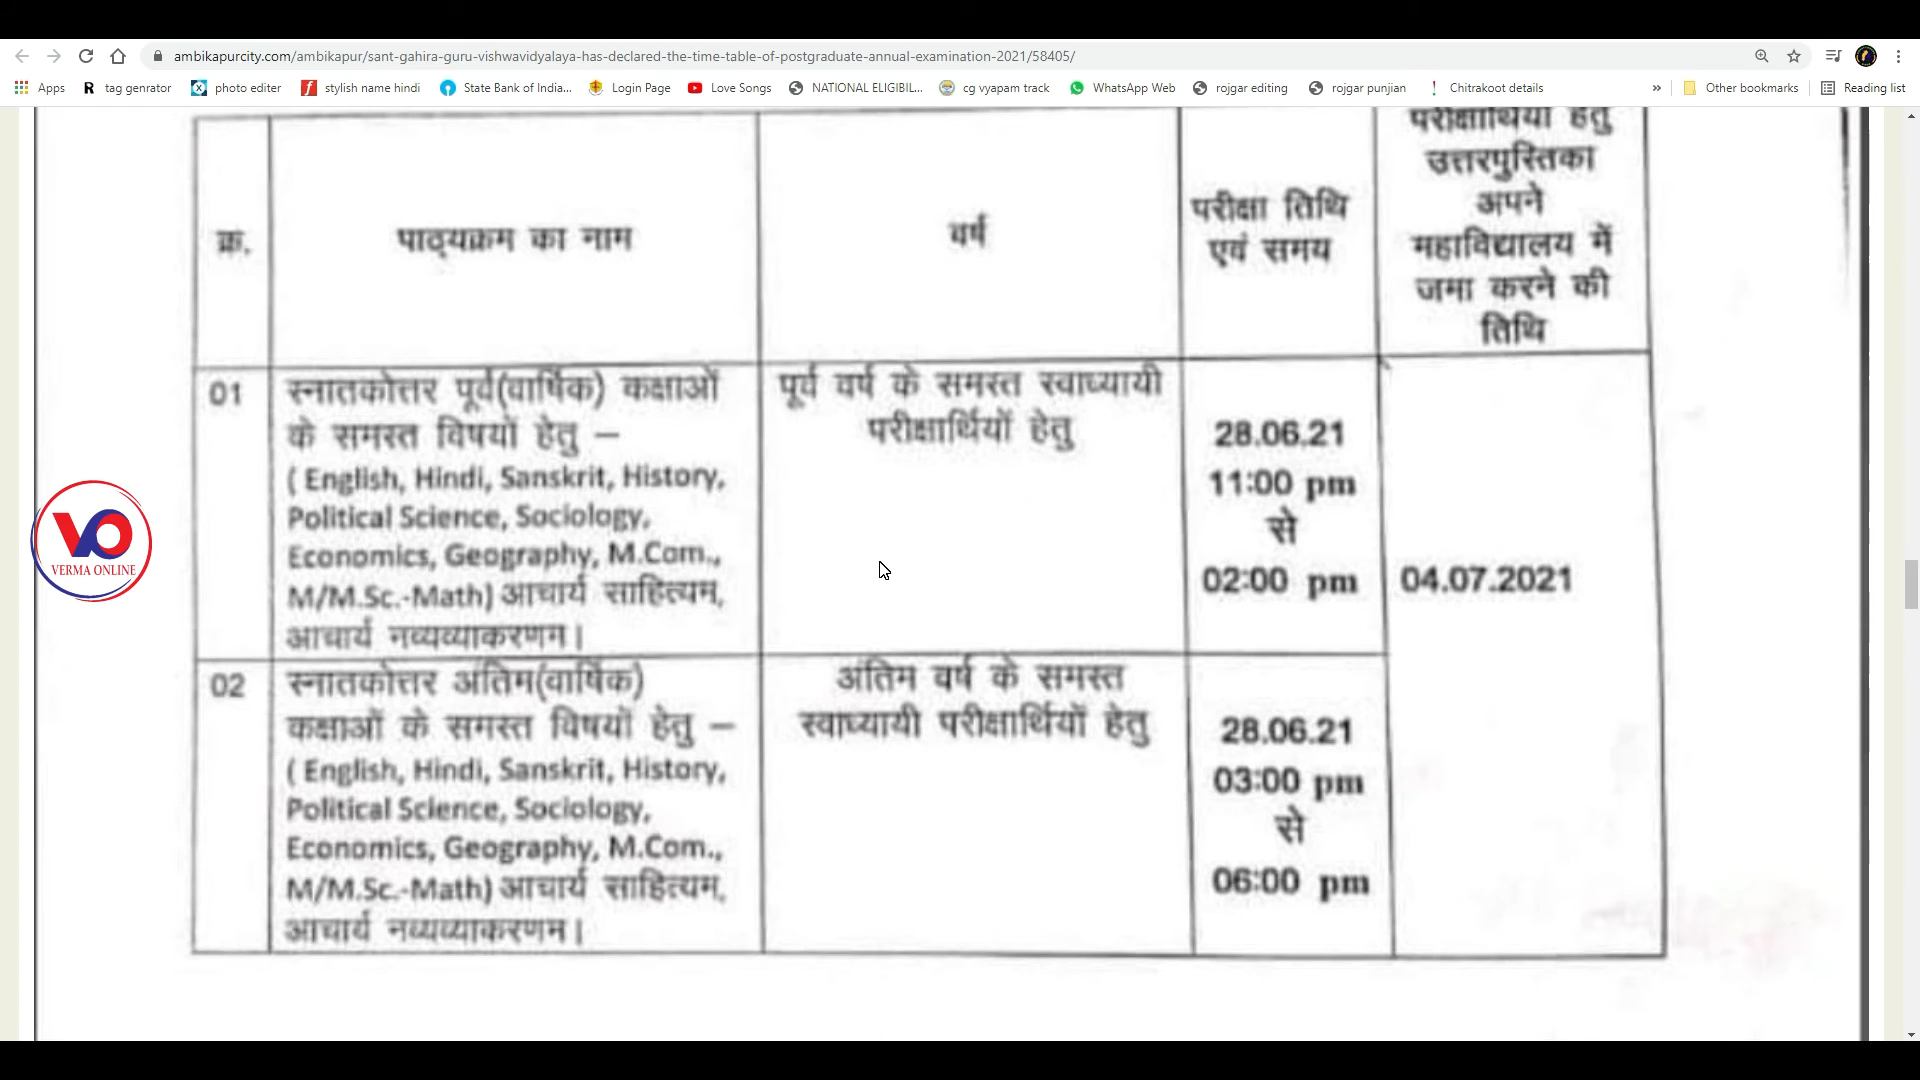 ambikapurcity.com/ambikapur/sant-gahira-guru-vishwavidyalaya-has-declared-the-time-table-of-postgraduate-annual-examination-2021/58405/
Apps tag genrator photo editer stylish name hindi State Bank of India... Login Page Love Songs NATIONAL ELIGIBIL... cg vyapam track WhatsApp Web rojgar editing rojgar punjian Chitrakoot details » Other bookmarks Reading list
परीक्षार्थियों हेतु
उत्तरपुस्तिका
अपने
महाविद्यालय में
जमा करने की
तिथि
क्र.
पाठ्यक्रम का नाम
वर्ष
परीक्षा तिथि
एवं समय
01
स्नातकोत्तर पूर्व(वार्षिक) कक्षाओं
के समस्त विषयों हेतु –
( English, Hindi, Sanskrit, History,
Political Science, Sociology,
Economics, Geography, M.Com.,
M/M.Sc.-Math) आचार्य साहित्यम,
आचार्य नव्यव्याकरणम।
पूर्व वर्ष के समस्त स्वाध्यायी
परीक्षार्थियों हेतु
28.06.21
11:00 pm
से
02:00 pm
04.07.2021
02
स्नातकोत्तर अंतिम(वार्षिक)
कक्षाओं के समस्त विषयों हेतु –
( English, Hindi, Sanskrit, History,
Political Science, Sociology,
Economics, Geography, M.Com.,
M/M.Sc.-Math) आचार्य साहित्यम,
आचार्य नव्यव्याकरणम।
अंतिम वर्ष के समस्त
स्वाध्यायी परीक्षार्थियों हेतु
28.06.21
03:00 pm
से
06:00 pm
VO
VERMA ONLINE